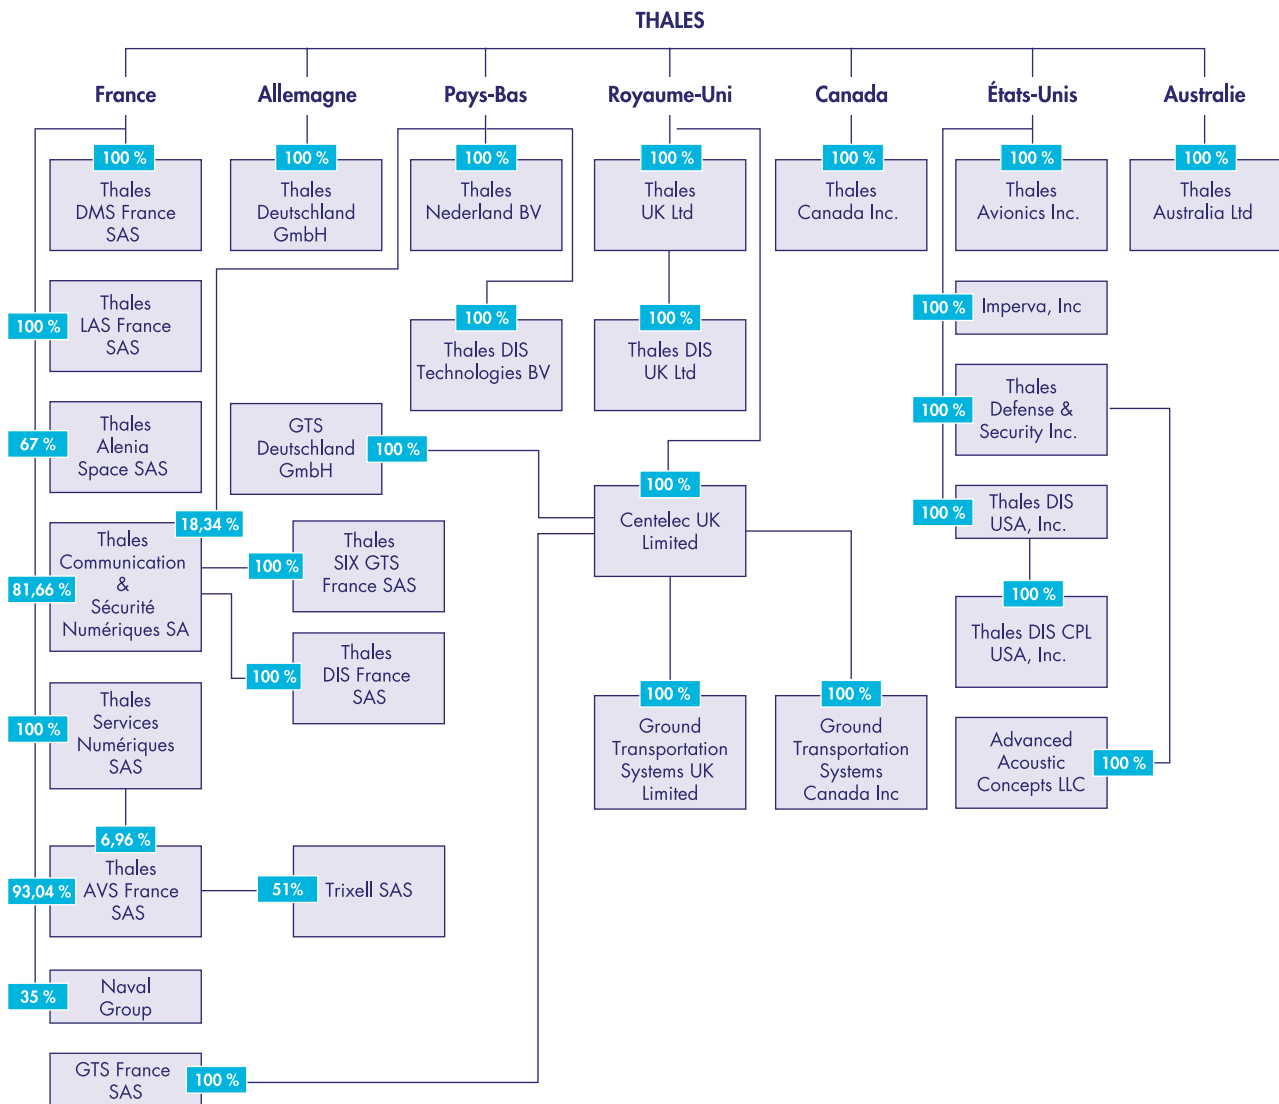 THALES
France
Allemagne
Pays-Bas
Royaume-Uni
Canada
États-Unis
Australie
100 %
Thales
DMS France
SAS
100 %
Thales
Deutschland
GmbH
100 %
Thales
Nederland BV
100 %
Thales
UK Ltd
100 %
Thales
Canada Inc.
100 %
Thales
Avionics Inc.
100 %
Thales
Australia Ltd
100 %
Thales
LAS France
SAS
100 %
Thales DIS
Technologies BV
100 %
Thales DIS
UK Ltd
100 %
Imperva, Inc
67 %
Thales
Alenia
Space SAS
GTS
Deutschland
GmbH
100 %
100 %
Thales
Defense &
Security Inc.
18,34 %
81,66 %
Thales
Communication
&
Sécurité
Numériques SA
100 %
Thales
SIX GTS
France SAS
100 %
Centelec UK
Limited
100 %
Thales DIS
USA, Inc.
100 %
Thales DIS CPL
USA, Inc.
100 %
Thales
DIS France
SAS
100 %
Thales
Services
Numériques
SAS
100 %
Ground
Transportation
Systems UK
Limited
100 %
Ground
Transportation
Systems
Canada Inc
Advanced
Acoustic
Concepts LLC
100 %
6,96 %
93,04 %
Thales
AVS France
SAS
51%
Trixell SAS
35 %
Naval
Group
GTS France
SAS
100 %